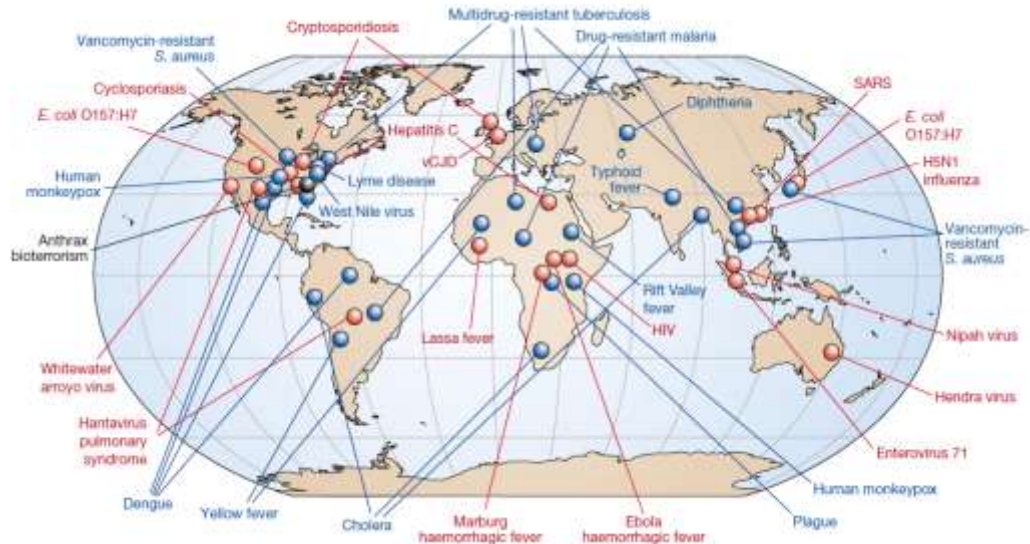 Multidrug-resistant tuberculosis
Cryptosporidiosis
Drug-resistant malaria
Vancomycin-resistant
S. aureus
SARS
Cyclosporiasis
Diphtheria
E. coli
O157:H7
E. coli O157:H7
Hepatitis C
vCJD
H5N1
influenza
Human
monkeypox
Lyme disease
Typhoid
fever
West Nile virus
Anthrax
bioterrorism
Vancomycin-
resistant
S. aureus
Rift Valley
fever
HIV
Lassa fever
Nipah virus
Whitewater
arroyo virus
Hendra virus
Hantavirus
pulmonary
syndrome
Enterovirus 71
Dengue
Yellow fever
Cholera
Marburg
haemorrhagic fever
Ebola
haemorrhagic fever
Plague
Human monkeypox